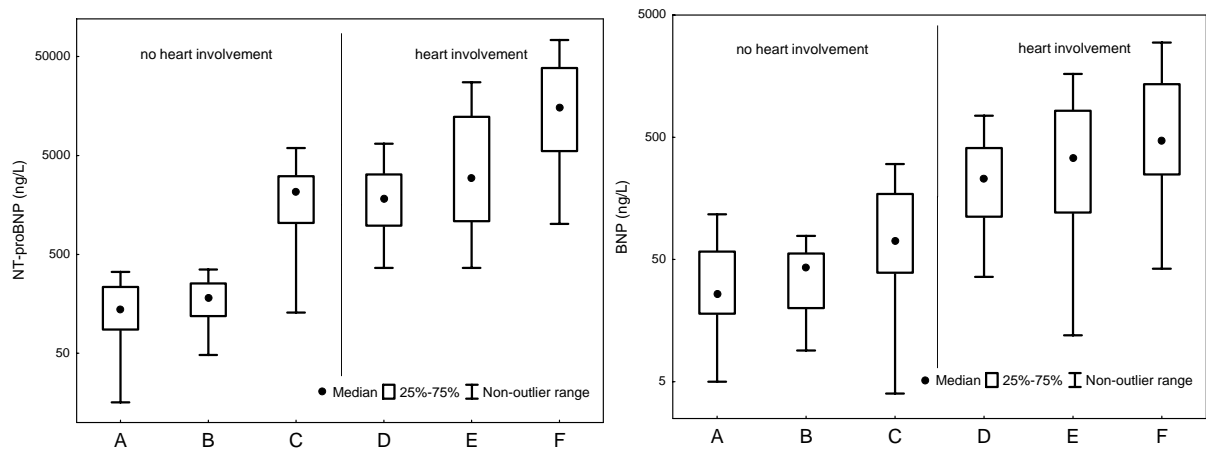 50000
5000
500
50
NT-proBNP (ng/L)
no heart involvement
heart involvement
Median 25%-75% Non-outlier range
A B C D E F
5000
500
50
5
BNP (ng/L)
no heart involvement
heart involvement
Median 25%-75% Non-outlier range
A B C D E F